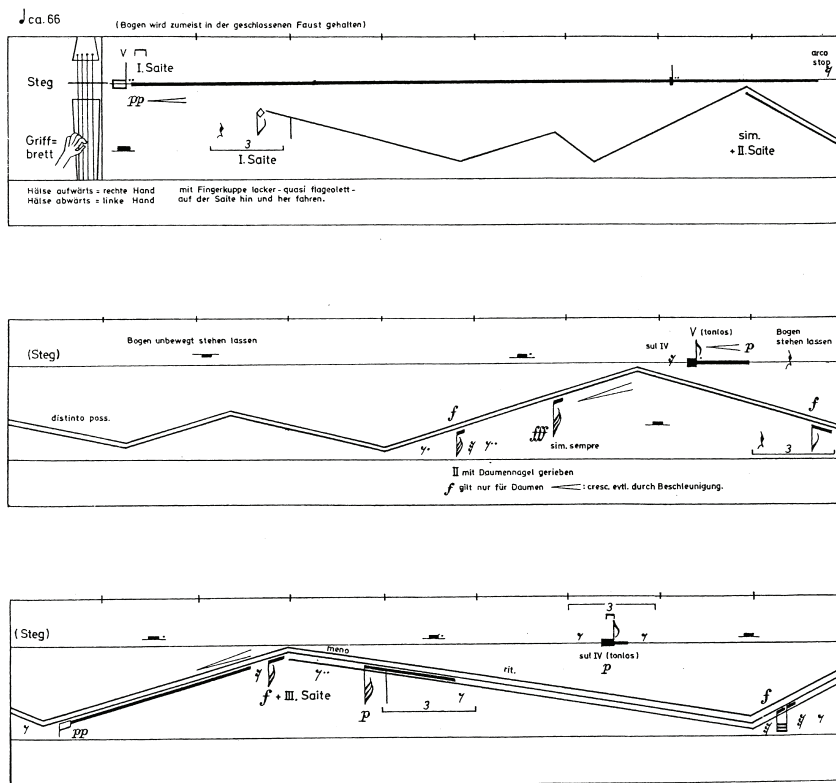 ♩ ca. 66
(Bogen wird zumeist in der geschlossenen Faust gehalten)
V
I. Saite
arco
stop.
Steg
pp
Griff=
brett
3
I. Saite
sim.
+ II. Saite
Hälse aufwärts = rechte Hand
Hälse abwärts = linke Hand
mit Fingerkuppe locker - quasi flageolett -
auf der Saite hin und her fahren.
Bogen unbewegt stehen lassen
V (tonlos)
Bogen
stehen lassen
(Steg)
sul IV
p
distinto poss.
f
f
fff
sim. sempre
3
II mit Daumennagel gerieben
f gilt nur für Daumen
: cresc. evtl. durch Beschleunigung.
3
(Steg)
meno
sul IV (tonlos)
p
rit.
f + III. Saite
f
pp
p
3